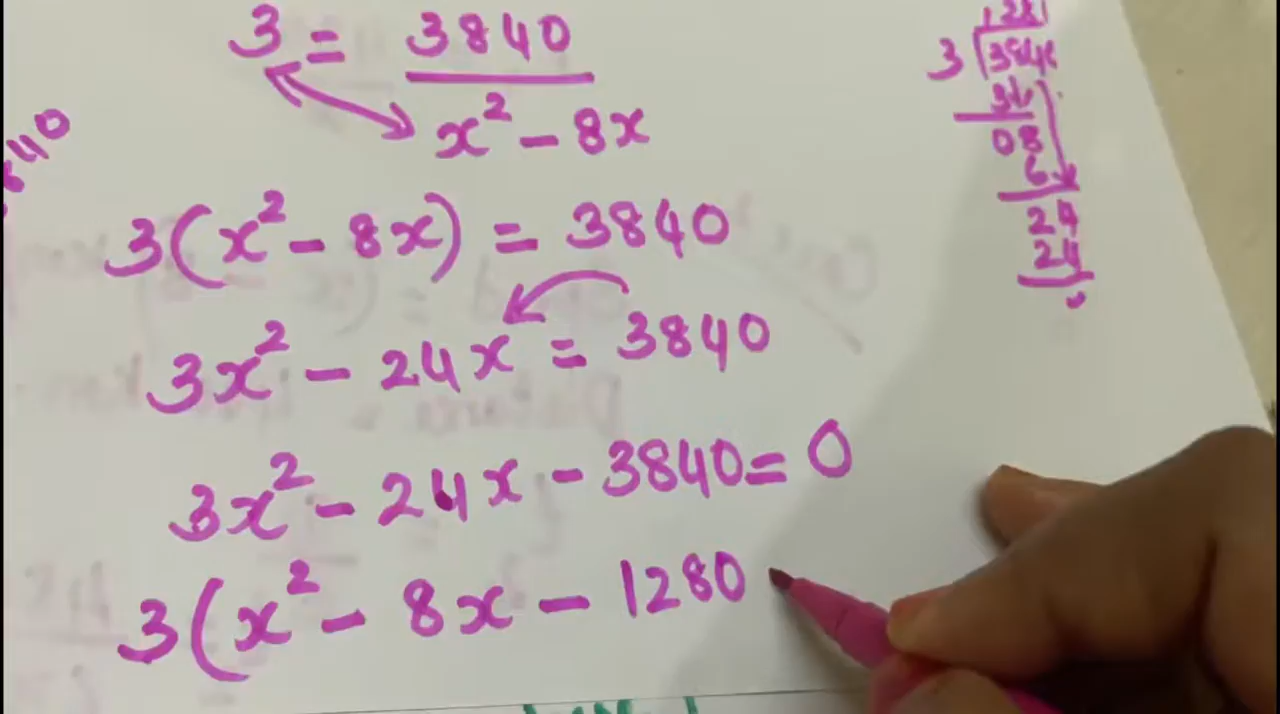 3 = 3840
x² - 8x
3(x² - 8x) = 3840
3x² - 24x = 3840
3x² - 24x - 3840 = 0
3(x² - 8x - 1280
3
08
6
24
24